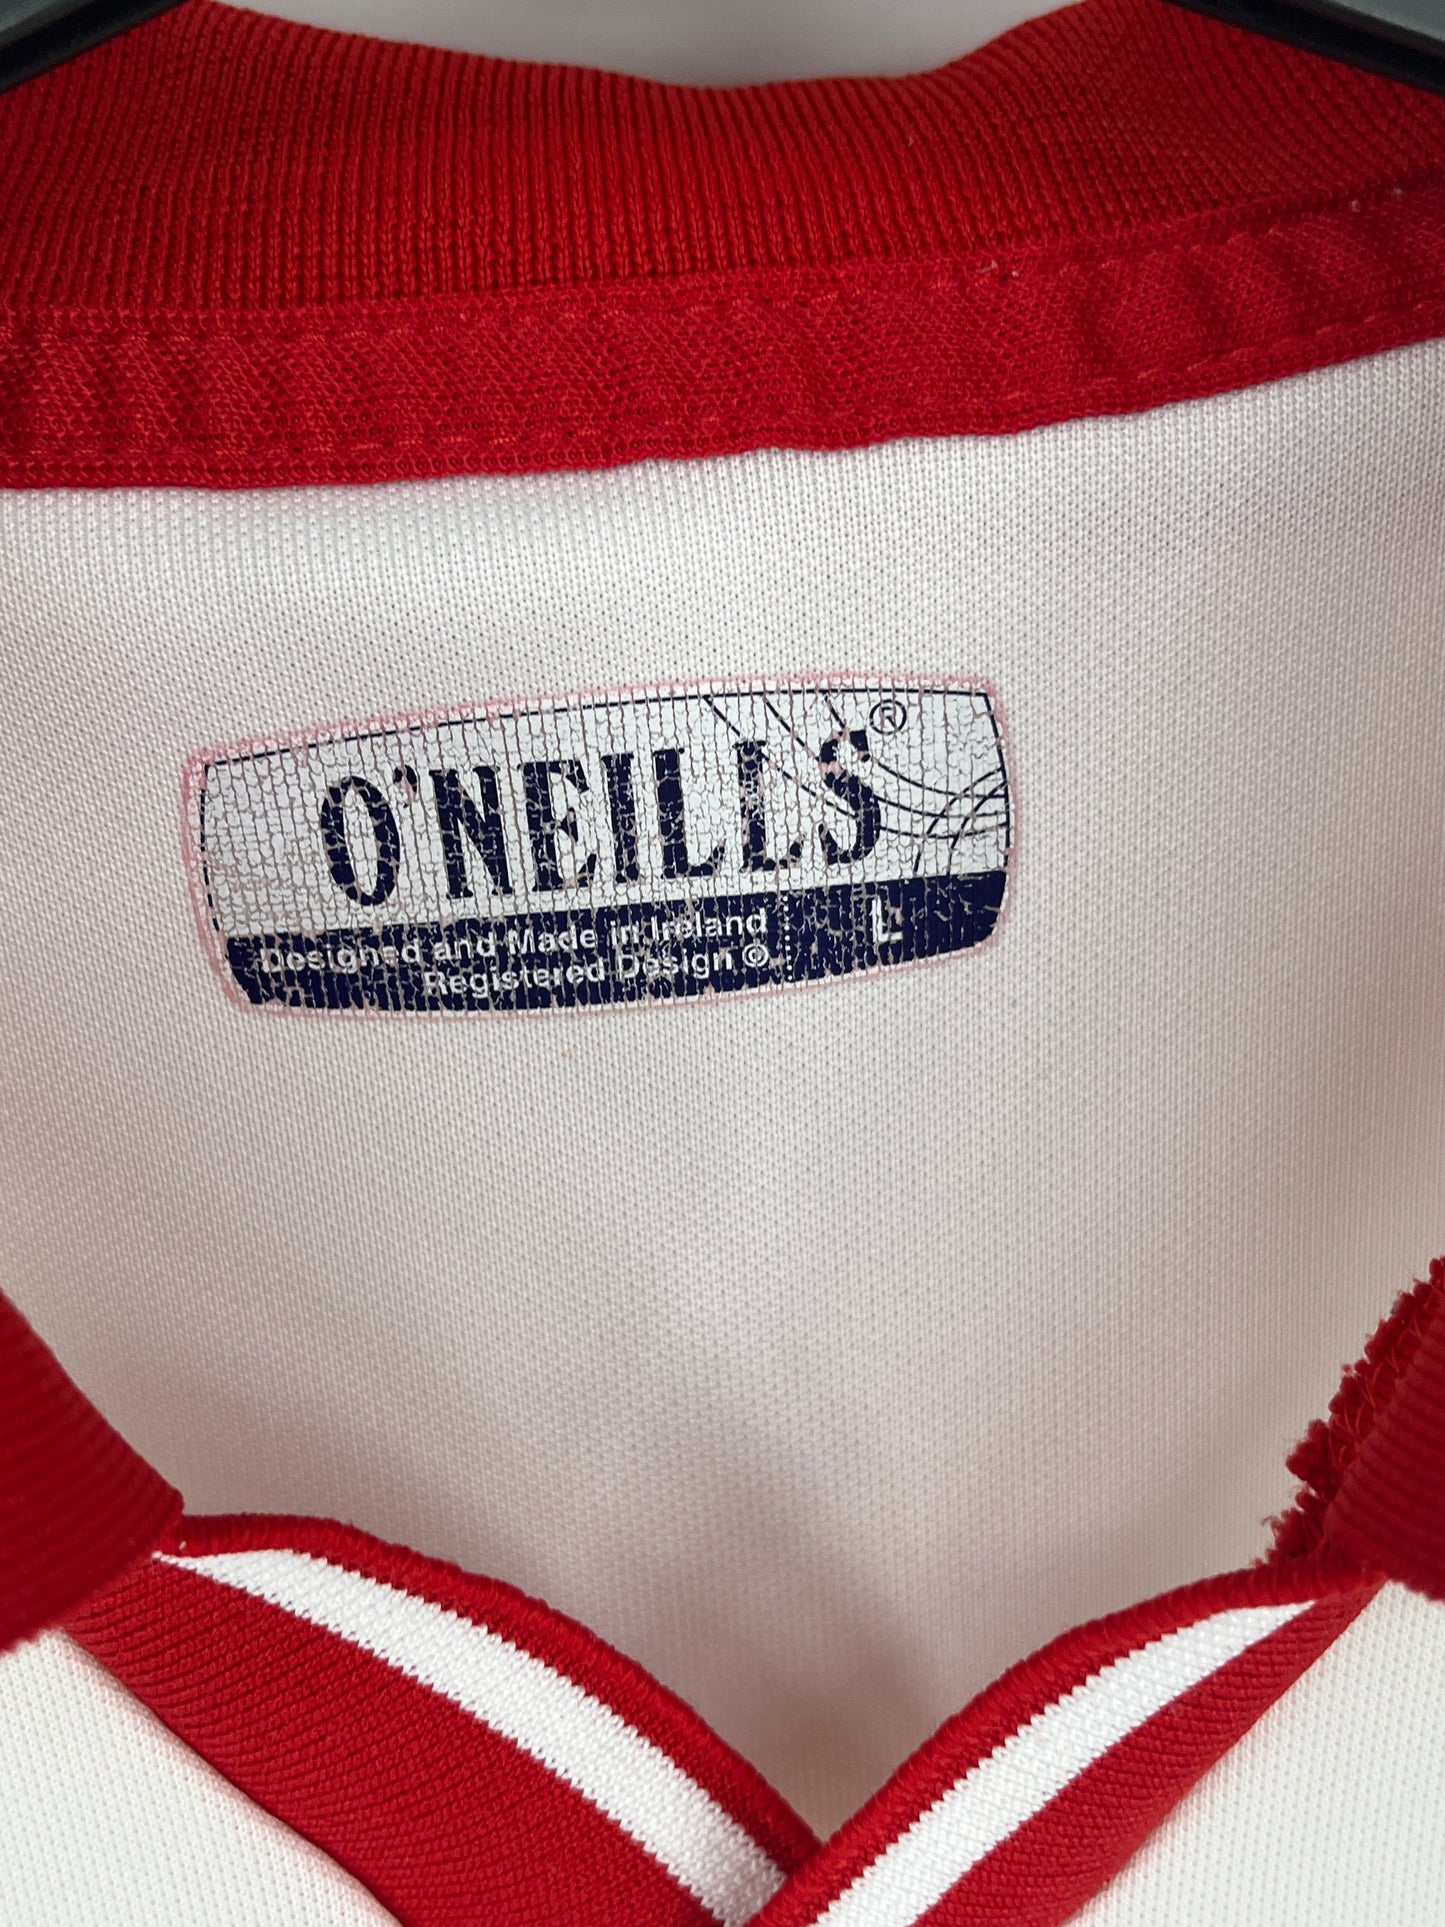 O'NEILLS®
Designed and Made in Ireland
Registered Design ©
L